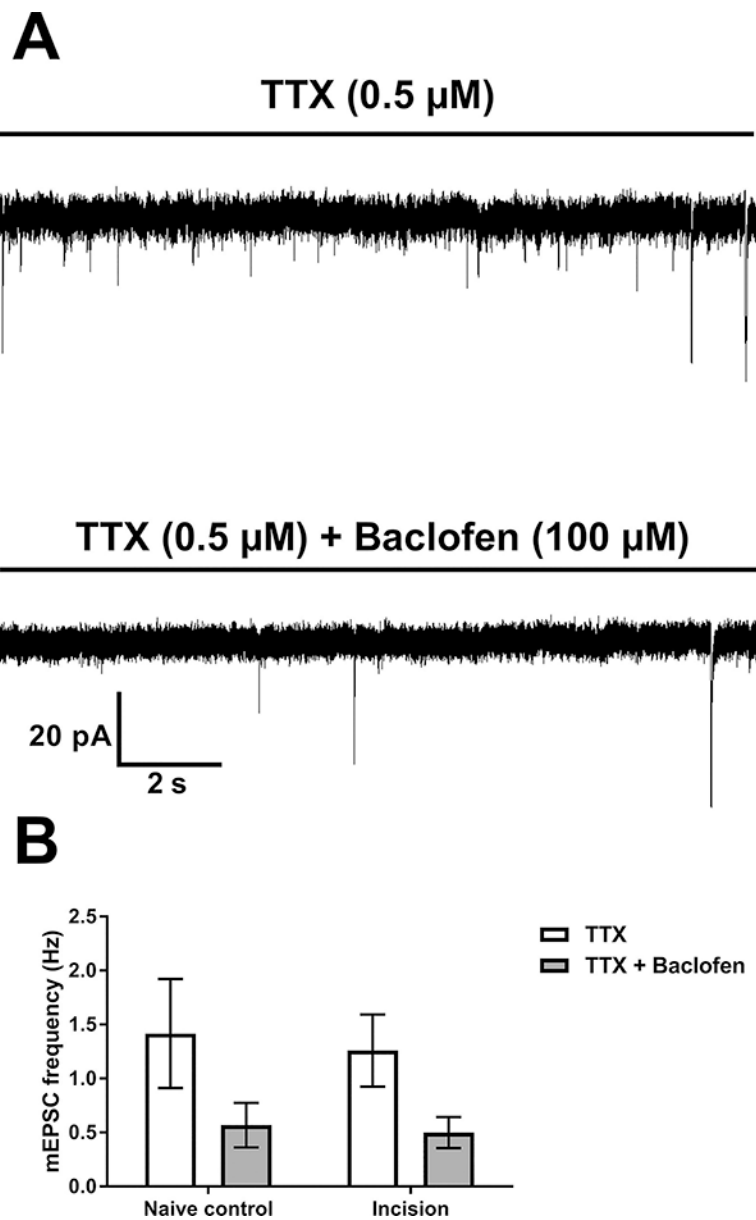 A
TTX (0.5 µM)
TTX (0.5 µM) + Baclofen (100 µM)
20 pA
2 s
B
mEPSC frequency (Hz)
2.5
2.0
1.5
1.0
0.5
0.0
Naive control
Incision
TTX
TTX + Baclofen